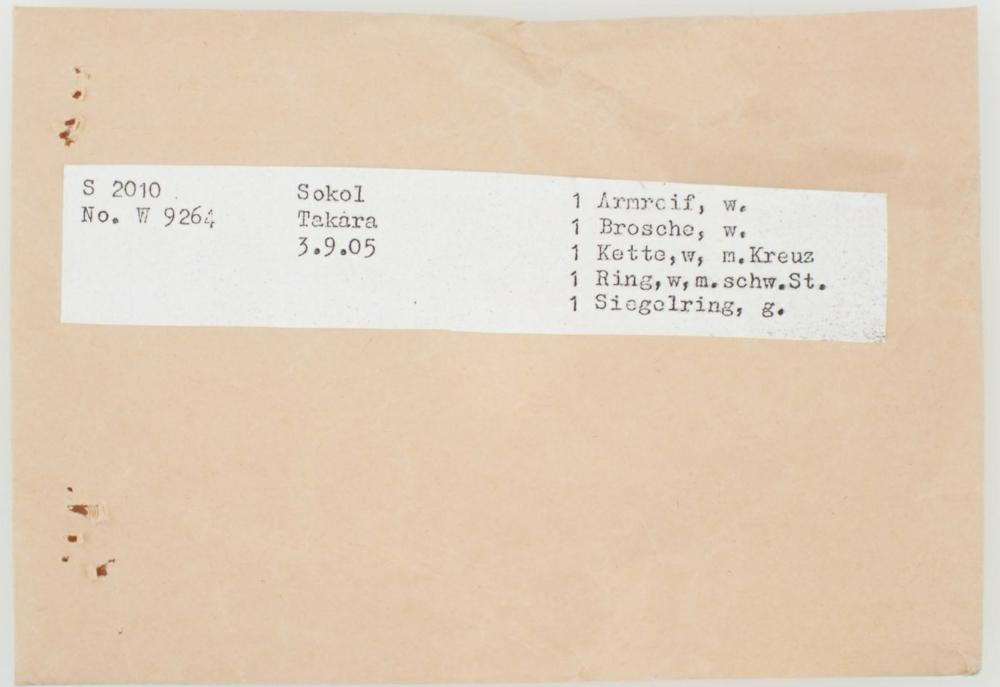 S 2010
No. W 9264
Sokol
Takára
3.9.05
1 Armreif, w.
1 Brosche, w.
1 Kette,w, m.Kreuz
1 Ring,w,m.schw.St.
1 Siegelring, g.